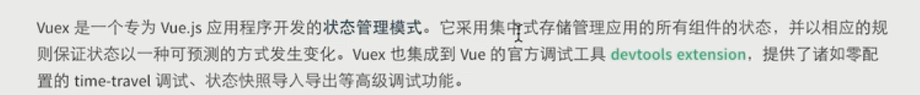 Vuex 是一个专为 Vue.js 应用程序开发的状态管理模式。它采用集中式存储管理应用的所有组件的状态，并以相应的规
则保证状态以一种可预测的方式发生变化。Vuex 也集成到 Vue 的官方调试工具 devtools extension，提供了诸如零配
置的 time-travel 调试、状态快照导入导出等高级调试功能。